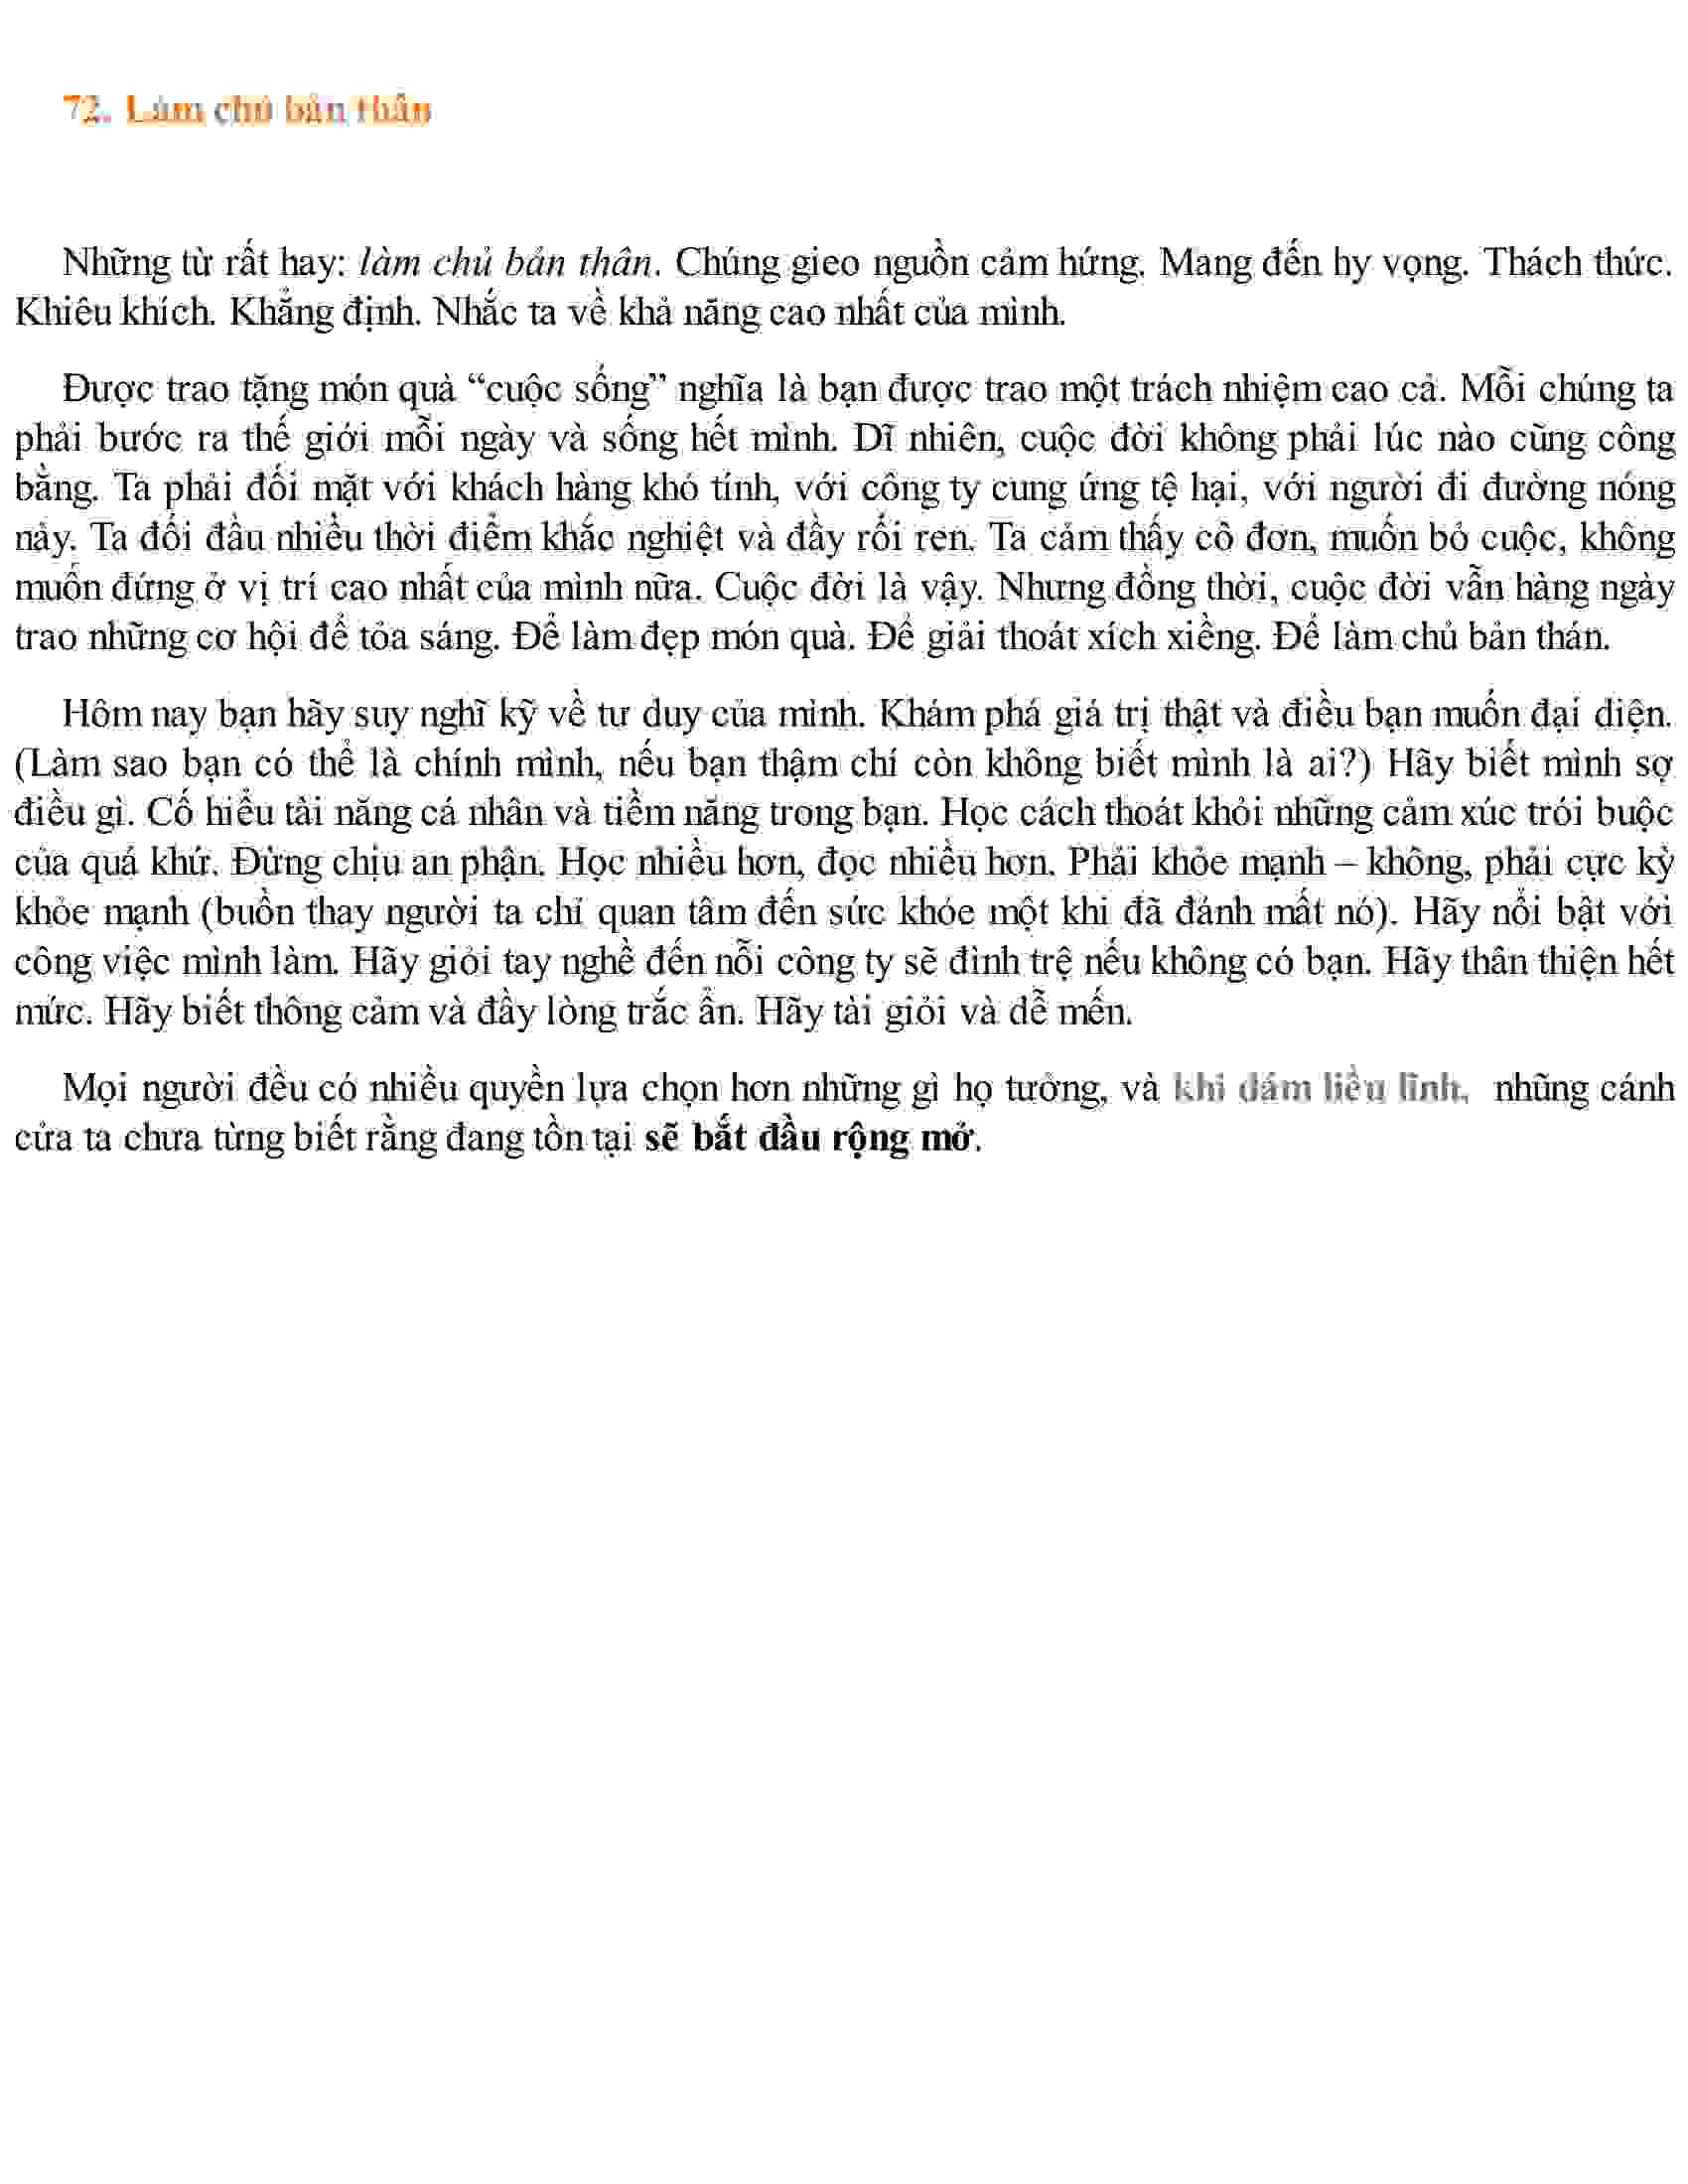 72. Làm chủ bản thân
Những từ rất hay: làm chủ bản thân. Chúng gieo nguồn cảm hứng. Mang đến hy vọng. Thách thức.
Khiêu khích. Khẳng định. Nhắc ta về khả năng cao nhất của mình.
Được trao tặng món quà “cuộc sống” nghĩa là bạn được trao một trách nhiệm cao cả. Mỗi chúng ta
phải bước ra thế giới mỗi ngày và sống hết mình. Dĩ nhiên, cuộc đời không phải lúc nào cũng công
bằng. Ta phải đối mặt với khách hàng khó tính, với công ty cung ứng tệ hại, với người đi đường nóng
nảy. Ta đối đầu nhiều thời điểm khắc nghiệt và đầy rối ren. Ta cảm thấy cô đơn, muốn bỏ cuộc, không
muốn đứng ở vị trí cao nhất của mình nữa. Cuộc đời là vậy. Nhưng đồng thời, cuộc đời vẫn hàng ngày
trao những cơ hội để tỏa sáng. Để làm đẹp món quà. Để giải thoát xích xiềng. Để làm chủ bản thán.
Hôm nay bạn hãy suy nghĩ kỹ về tư duy của mình. Khám phá giá trị thật và điều bạn muốn đại diện.
(Làm sao bạn có thể là chính mình, nếu bạn thậm chí còn không biết mình là ai?) Hãy biết mình sợ
điều gì. Cố hiểu tài năng cá nhân và tiềm năng trong bạn. Học cách thoát khỏi những cảm xúc trói buộc
của quá khứ. Đừng chịu an phận. Học nhiều hơn, đọc nhiều hơn. Phải khỏe mạnh – không, phải cực kỳ
khỏe mạnh (buồn thay người ta chỉ quan tâm đến sức khỏe một khi đã đánh mất nó). Hãy nổi bật với
công việc mình làm. Hãy giỏi tay nghề đến nỗi công ty sẽ đình trệ nếu không có bạn. Hãy thân thiện hết
mức. Hãy biết thông cảm và đầy lòng trắc ẩn. Hãy tài giỏi và dễ mến.
Mọi người đều có nhiều quyền lựa chọn hơn những gì họ tưởng, và khi dám liều lĩnh, những cánh
cửa ta chưa từng biết rằng đang tồn tại sẽ bắt đầu rộng mở.